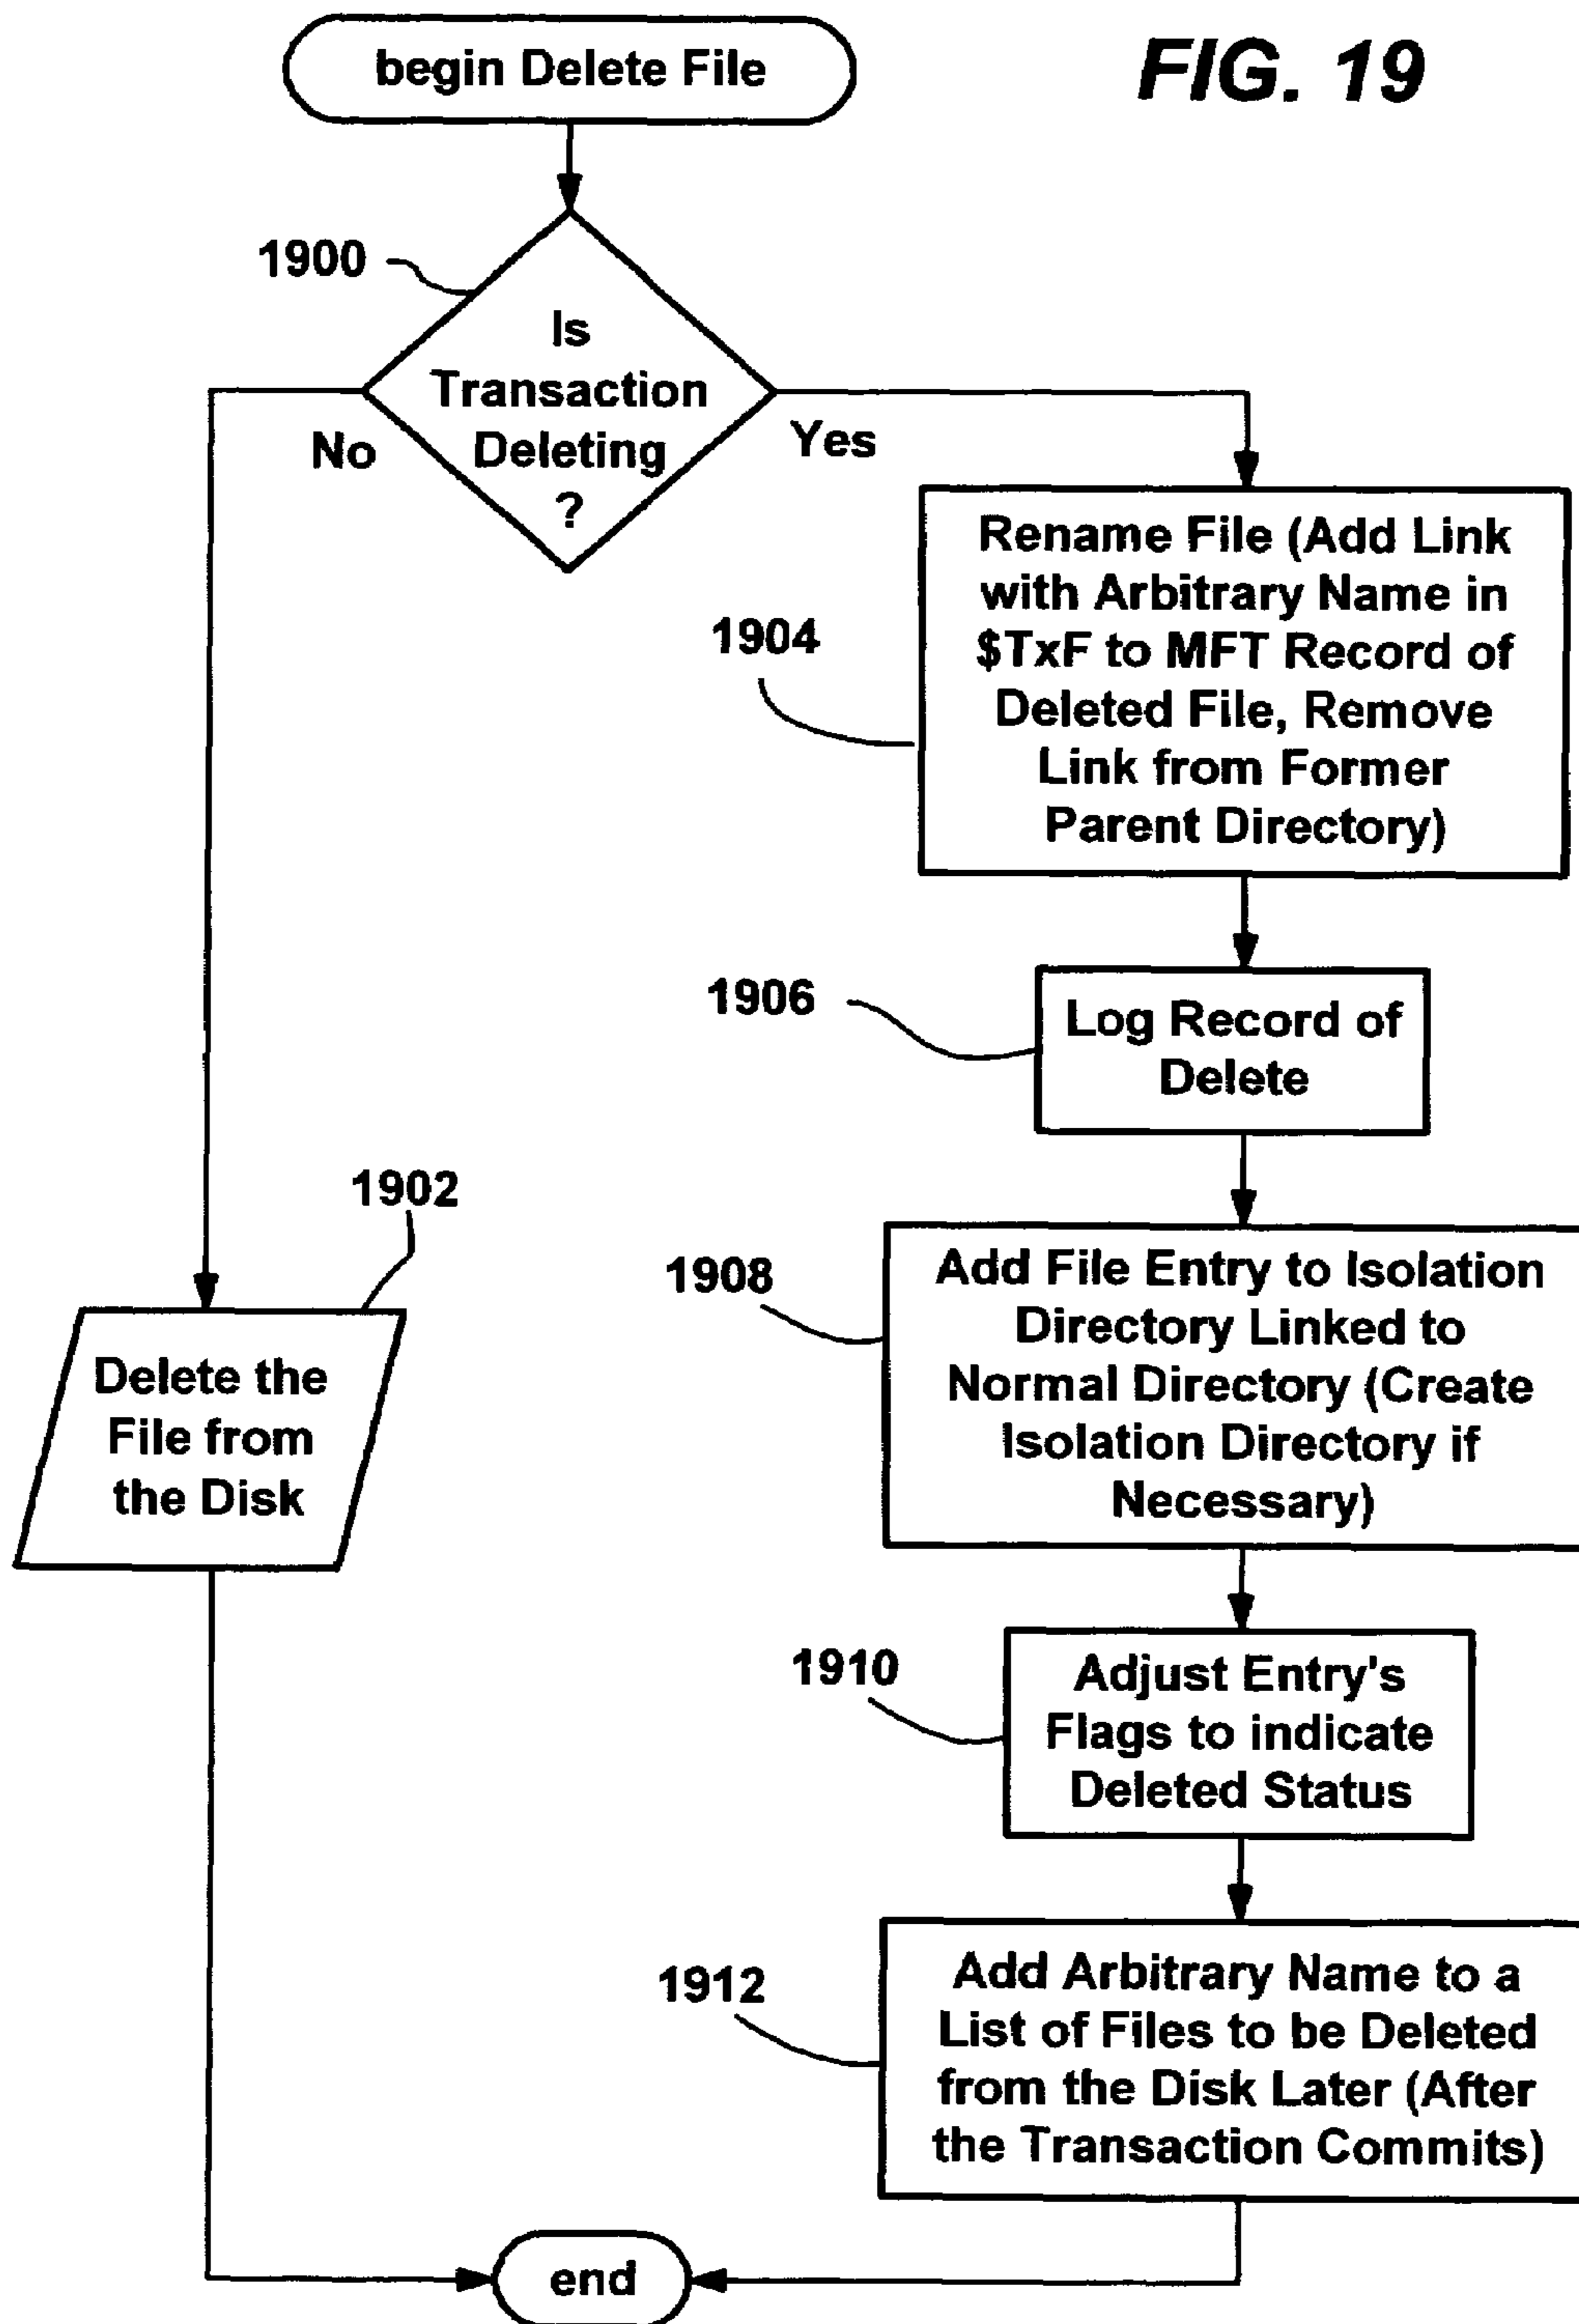 begin Delete File
FIG. 19
1900
Is
Transaction
Deleting
?
No
Yes
Rename File (Add Link
with Arbitrary Name in
$TxF to MFT Record of
Deleted File, Remove
Link from Former
Parent Directory)
1904
Log Record of
Delete
1906
1902
Delete the
File from
the Disk
1908
Add File Entry to Isolation
Directory Linked to
Normal Directory (Create
Isolation Directory if
Necessary)
1910
Adjust Entry's
Flags to indicate
Deleted Status
1912
Add Arbitrary Name to a
List of Files to be Deleted
from the Disk Later (After
the Transaction Commits)
end